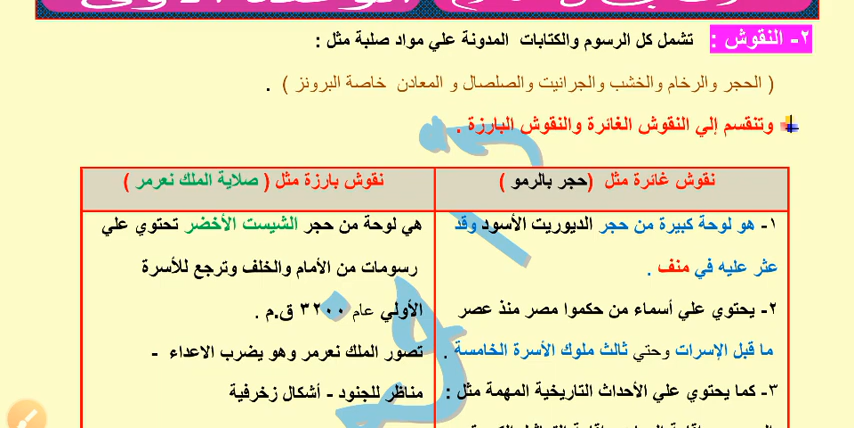 ٢- النقوش : تشمل كل الرسوم والكتابات المدونة علي مواد صلبة مثل :
( الحجر والرخام والخشب والجرانيت والصلصال و المعادن خاصة البرونز ) .
وتنقسم إلي النقوش الغائرة والنقوش البارزة .
نقوش غائرة مثل (حجر بالرمو )
١- هو لوحة كبيرة من حجر الديوريت الأسود وقد
عثر عليه في منف .
٢- يحتوي علي أسماء من حكموا مصر منذ عصر
ما قبل الإسرات وحتي ثالث ملوك الأسرة الخامسة .
٣- كما يحتوي علي الأحداث التاريخية المهمة مثل :
نقوش بارزة مثل ( صلاية الملك نعرمر )
هي لوحة من حجر الشيست الأخضر تحتوي علي
رسومات من الأمام والخلف وترجع للأسرة
الأولي عام ٣٢٠٠ ق.م .
تصور الملك نعرمر وهو يضرب الاعداء -
مناظر للجنود - أشكال زخرفية